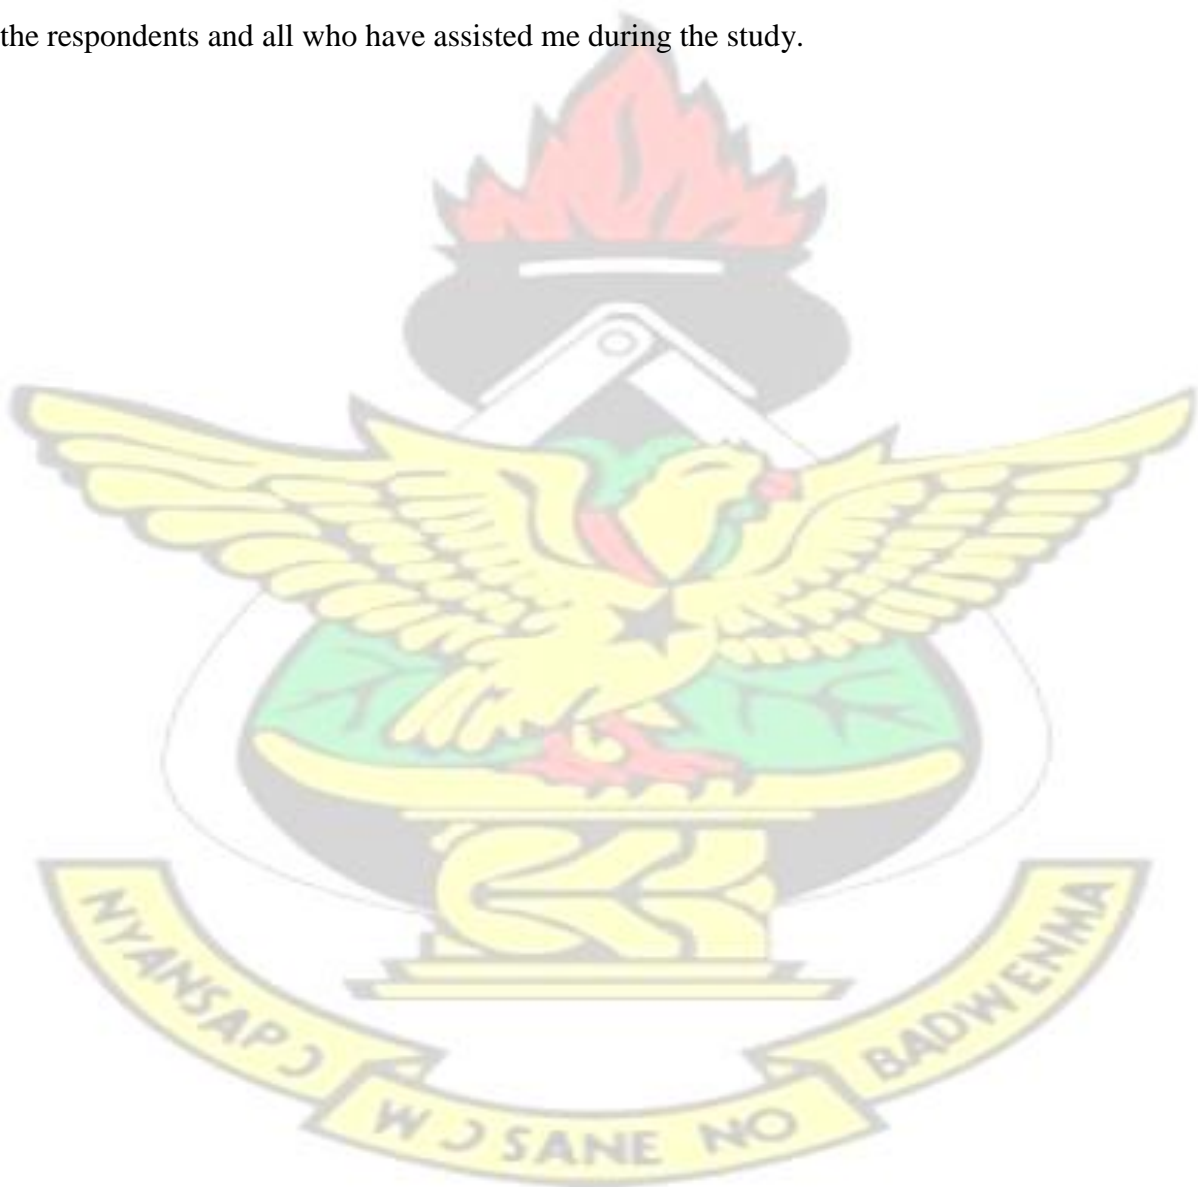 the respondents and all who have assisted me during the study.
NYANSAPƆ
WƆSANE NO
BADWENMA